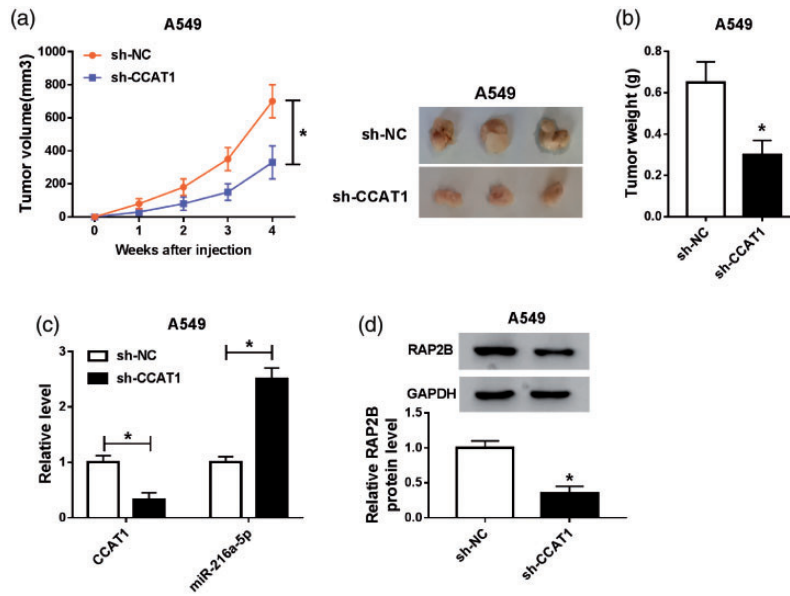 (a)
A549
sh-NC
sh-CCAT1
Tumor volume(mm3)
1000
800
600
400
200
0
0 1 2 3 4
Weeks after injection
*
A549
sh-NC
sh-CCAT1
(b)
A549
Tumor weight (g)
0.8
0.6
0.4
0.2
0.0
*
sh-NC
sh-CCAT1
(c)
A549
sh-NC
sh-CCAT1
Relative level
3
2
1
0
*
*
CCAT1
miR-216a-5p
(d)
A549
RAP2B
GAPDH
Relative RAP2B
protein level
1.5
1.0
0.5
0.0
*
sh-NC
sh-CCAT1